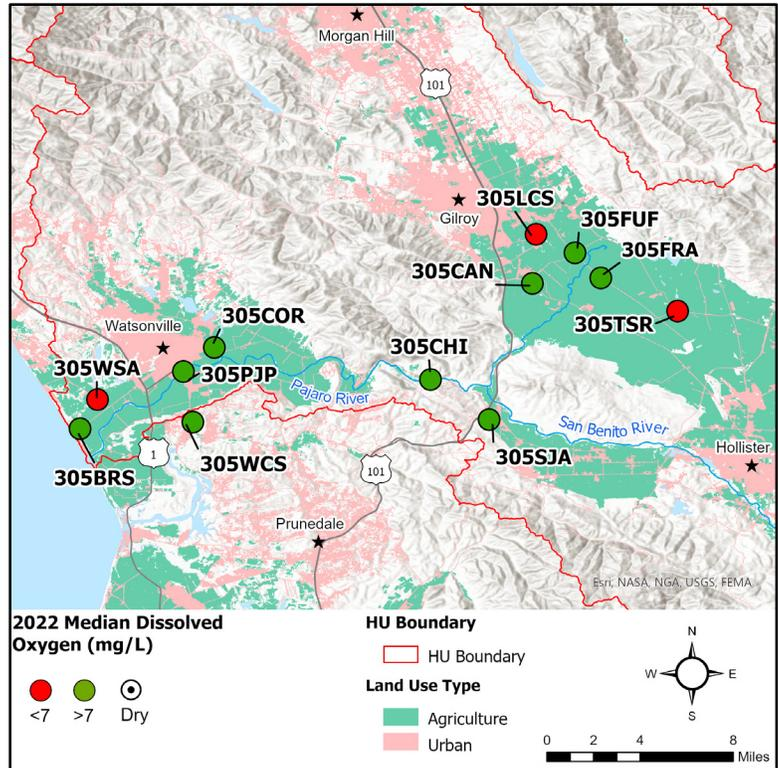 Morgan Hill
101
305LCS
Gilroy
305FUF
305FRA
305CAN
305TSR
305COR
Watsonville
305CHI
305WSA
305PJP
Pajaro River
San Benito River
305WCS
305SJA
Hollister
305BRS
1
101
Prunedale
Esri, NASA, NGA, USGS, FEMA
2022 Median Dissolved
Oxygen (mg/L)
<7 >7 Dry
HU Boundary
HU Boundary
Land Use Type
Agriculture
Urban
N
W E
S
0 2 4 8
Miles